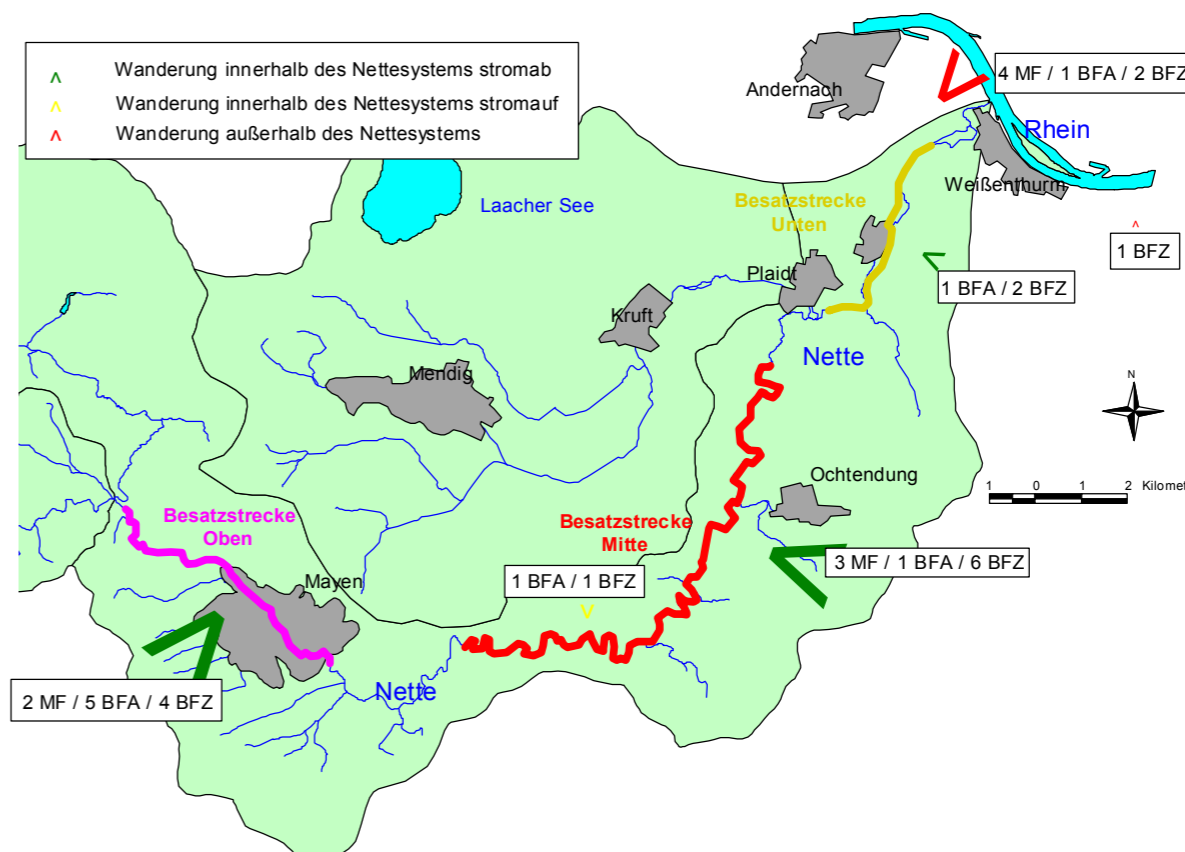 Wanderung innerhalb des Nettesystems stromab
Wanderung innerhalb des Nettesystems stromauf
Wanderung außerhalb des Nettesystems
Andernach
4 MF / 1 BFA / 2 BFZ
Rhein
Weißenthurm
Laacher See
Besatzstrecke
Unten
1 BFZ
Plaidt
1 BFA / 2 BFZ
Kruft
Nette
Mendig
N
Ochtendung
1 0 1 2 Kilomet
Besatzstrecke
Oben
Besatzstrecke
Mitte
3 MF / 1 BFA / 6 BFZ
Mayen
1 BFA / 1 BFZ
2 MF / 5 BFA / 4 BFZ
Nette